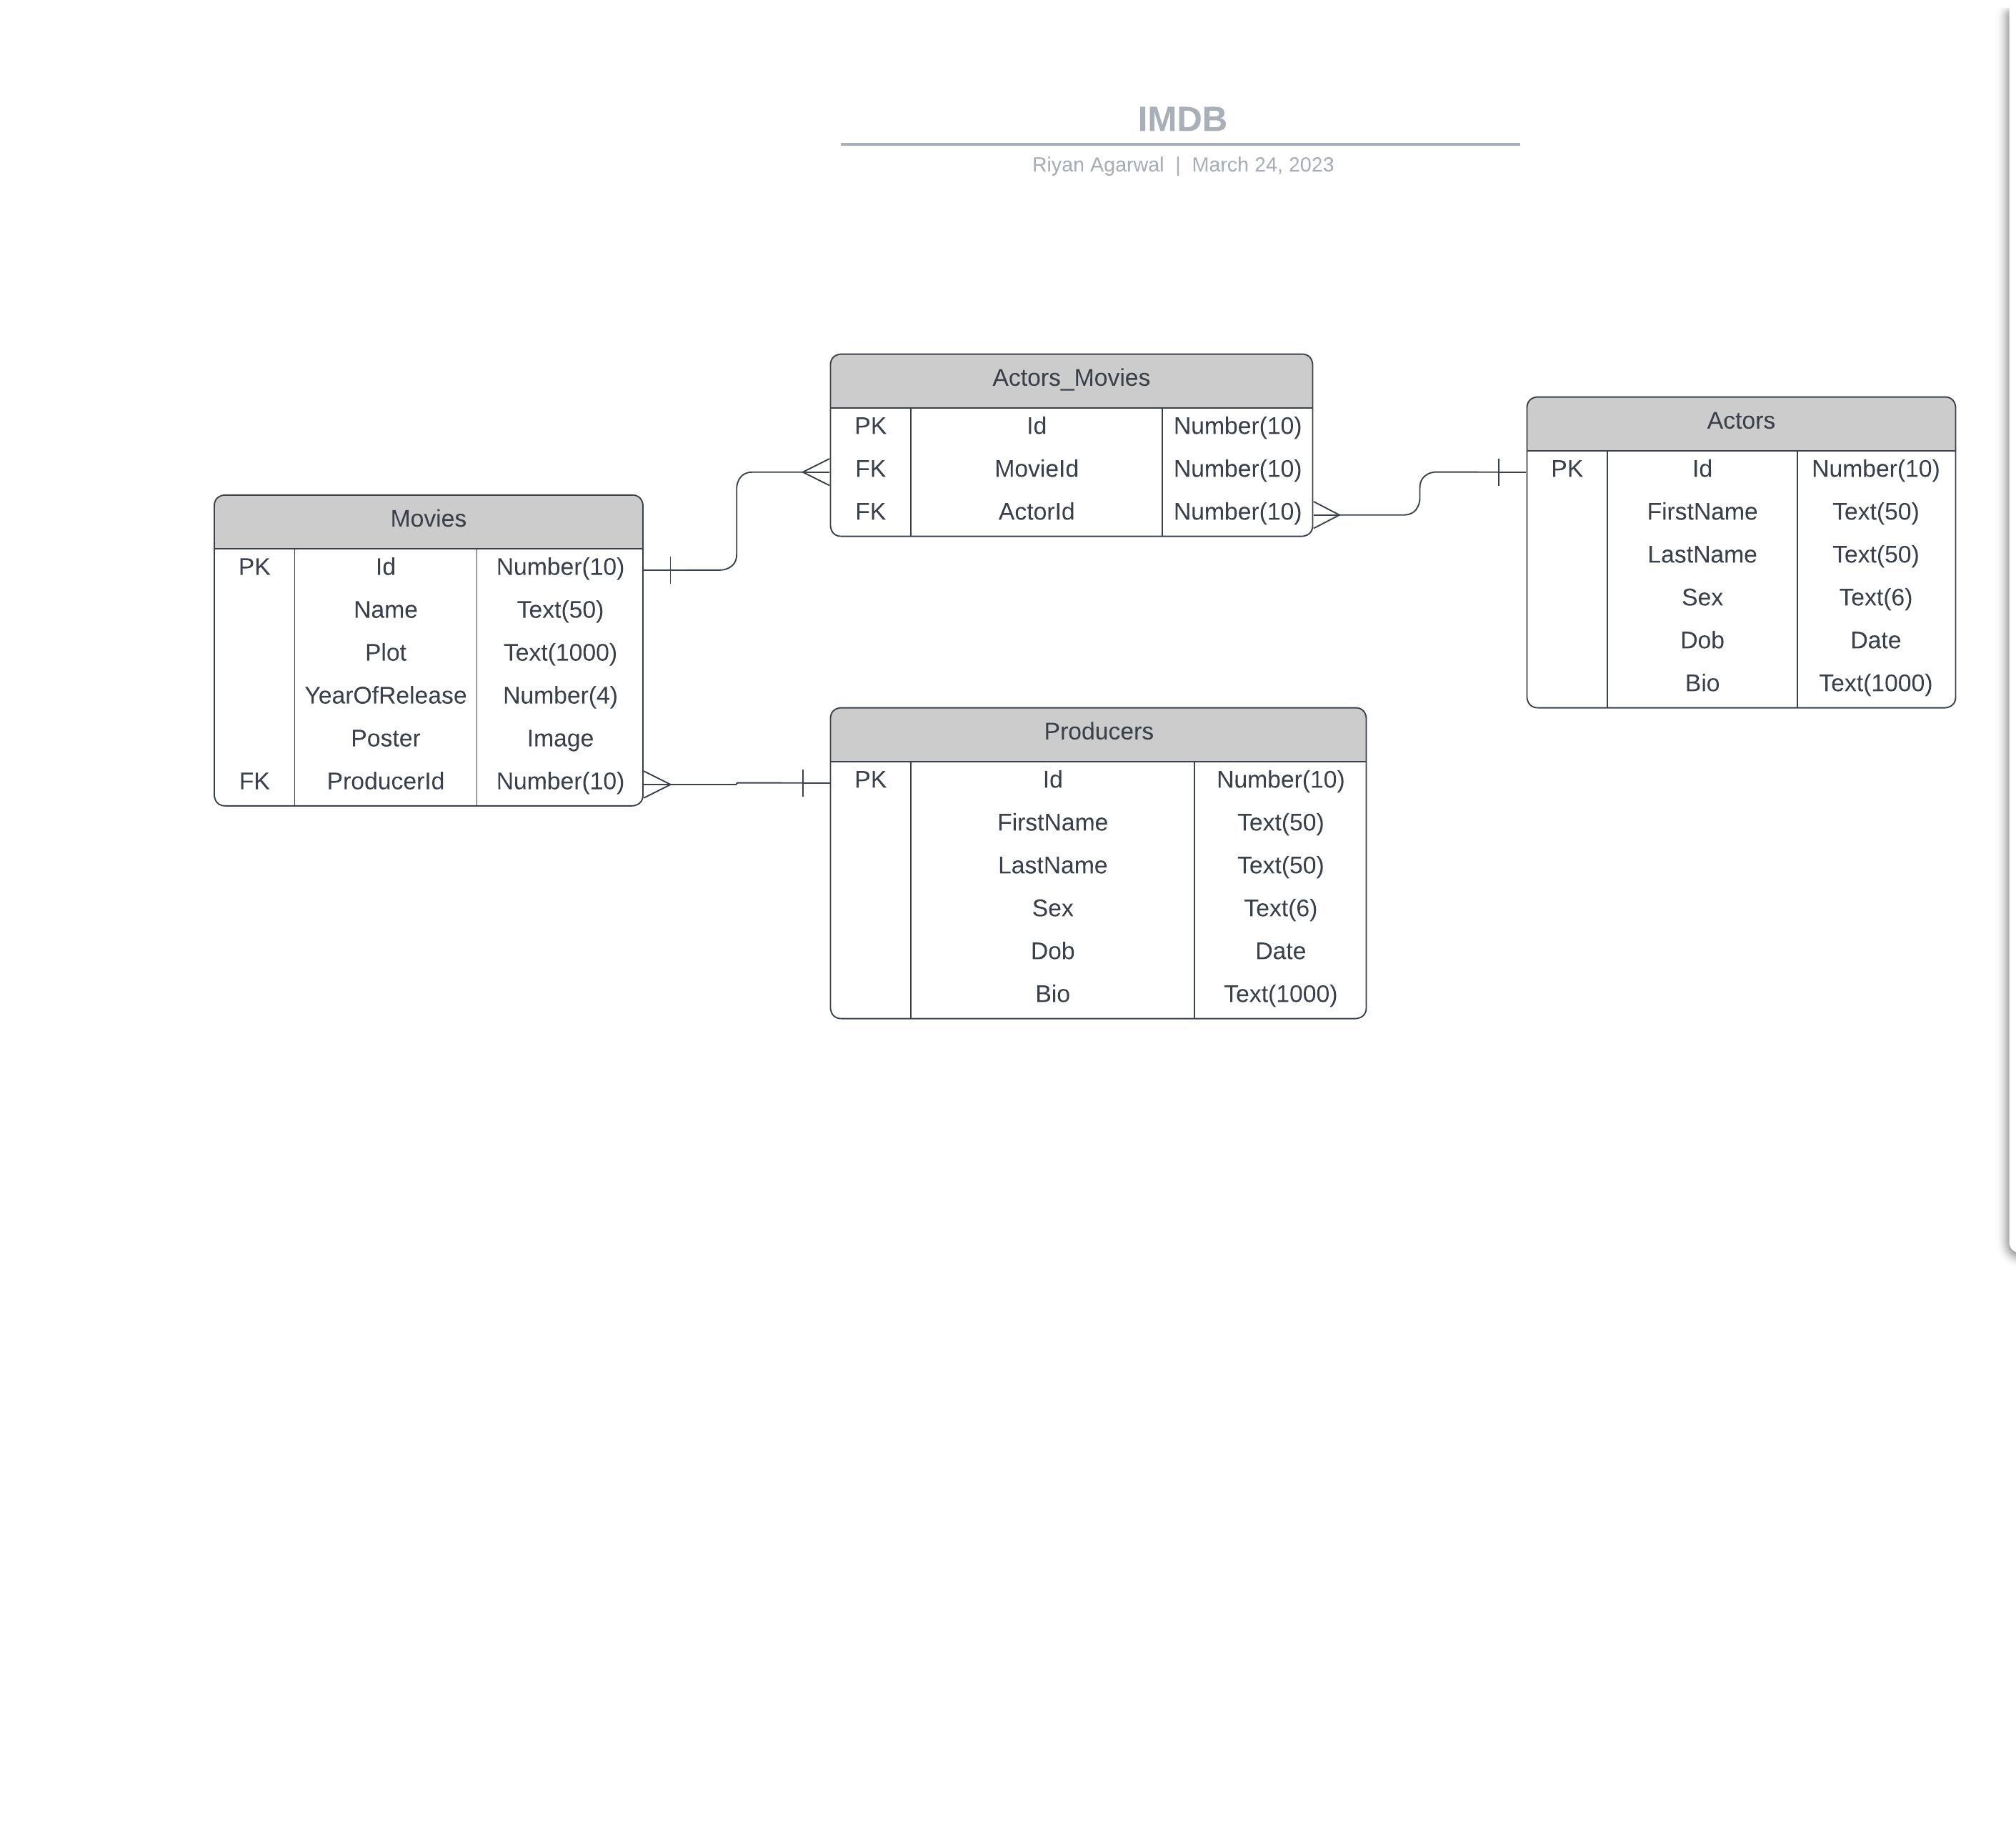 IMDB
Riyan Agarwal | March 24, 2023
Actors_Movies
PK Id Number(10)
FK MovieId Number(10)
FK ActorId Number(10)
Actors
PK Id Number(10)
FirstName Text(50)
LastName Text(50)
Sex Text(6)
Dob Date
Bio Text(1000)
Movies
PK Id Number(10)
Name Text(50)
Plot Text(1000)
YearOfRelease Number(4)
Poster Image
FK ProducerId Number(10)
Producers
PK Id Number(10)
FirstName Text(50)
LastName Text(50)
Sex Text(6)
Dob Date
Bio Text(1000)